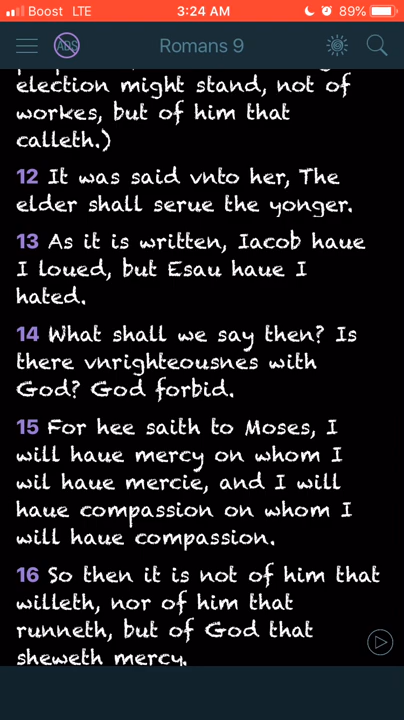 Boost LTE 3:24 AM 89%
ADS Romans 9
election might stand, not of
workes, but of him that
calleth.)
12 It was said vnto her, The
elder shall serue the yonger.
13 As it is written, Iacob haue
I loued, but Esau haue I
hated.
14 What shall we say then? Is
there vnrighteousnes with
God? God forbid.
15 For hee saith to Moses, I
will haue mercy on whom I
wil haue mercie, and I will
haue compassion on whom I
will haue compassion.
16 So then it is not of him that
willeth, nor of him that
runneth, but of God that
sheweth mercy.